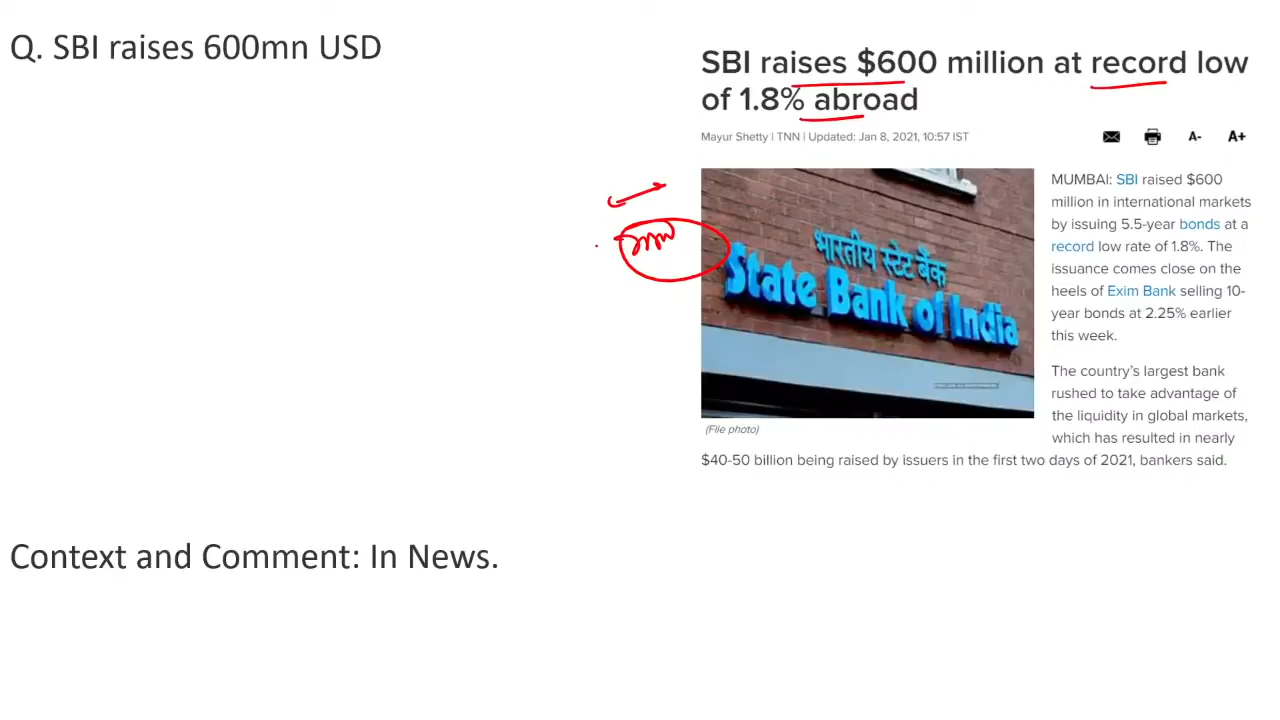 Q. SBI raises 600mn USD
SBI raises $600 million at record low
of 1.8% abroad
Mayur Shetty | TNN | Updated: Jan 8, 2021, 10:57 IST
A-
A+
भारतीय स्टेट बैंक
State Bank of India
(File photo)
MUMBAI: SBI raised $600
million in international markets
by issuing 5.5-year bonds at a
record low rate of 1.8%. The
issuance comes close on the
heels of Exim Bank selling 10-
year bonds at 2.25% earlier
this week.
The country's largest bank
rushed to take advantage of
the liquidity in global markets,
which has resulted in nearly
$40-50 billion being raised by issuers in the first two days of 2021, bankers said.
Context and Comment: In News.